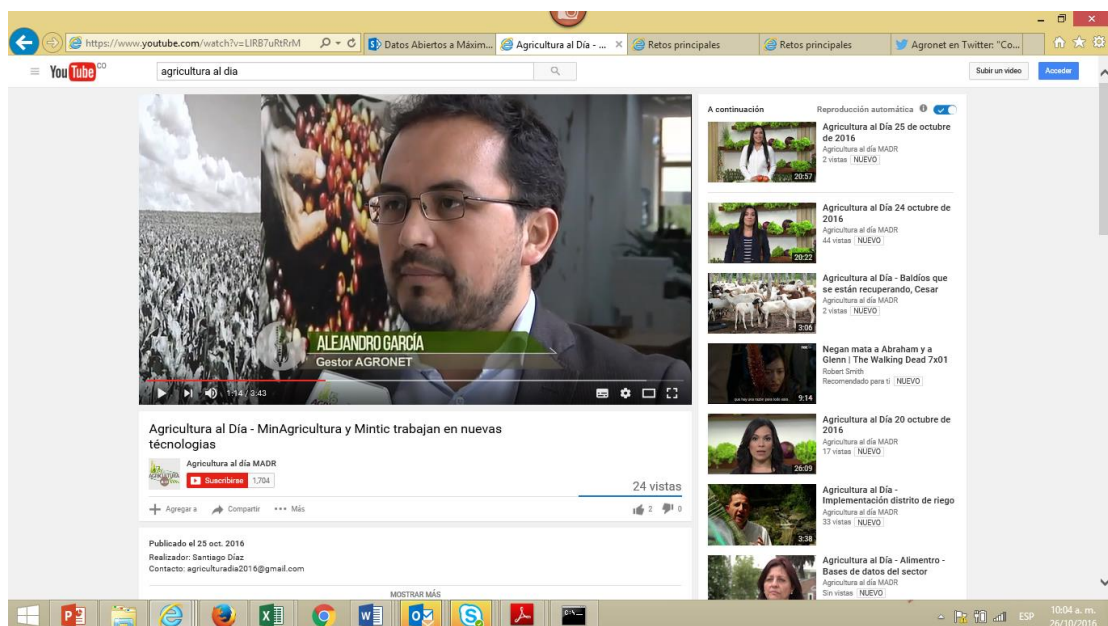 https://www.youtube.com/watch?v=LIRB7uRtRrM
Datos Abiertos a Máxim...
Agricultura al Día - ...
Retos principales
Retos principales
Agronet en Twitter: "Co...
YouTube CO
agricultura al dia
Subir un video
Acceder
ALEJANDRO GARCÍA
Gestor AGRONET
1:14 / 3:43
Agricultura al Día - MinAgricultura y Mintic trabajan en nuevas
técnologias
Agricultura al día MADR
Suscribirse 1,704
24 vistas
Agregar a Compartir Más
2 0
Publicado el 25 oct. 2016
Realizador: Santiago Díaz
Contacto: agriculturadia2016@gmail.com
MOSTRAR MÁS
A continuación
Reproducción automática
Agricultura al Día 25 de octubre
de 2016
Agricultura al día MADR
2 vistas NUEVO
20:57
Agricultura al Día 24 octubre de
2016
Agricultura al día MADR
44 vistas NUEVO
20:22
Agricultura al Día - Baldíos que
se están recuperando, Cesar
Agricultura al día MADR
2 vistas NUEVO
3:06
Negan mata a Abraham y a
Glenn | The Walking Dead 7x01
Robert Smith
Recomendado para ti NUEVO
9:14
Agricultura al Día 20 octubre de
2016
Agricultura al día MADR
17 vistas NUEVO
26:09
Agricultura al Día -
Implementación distrito de riego
Agricultura al día MADR
33 vistas NUEVO
3:38
Agricultura al Día - Alimentro -
Bases de datos del sector
Agricultura al día MADR
Sin vistas NUEVO
ESP
10:04 a. m.
26/10/2016